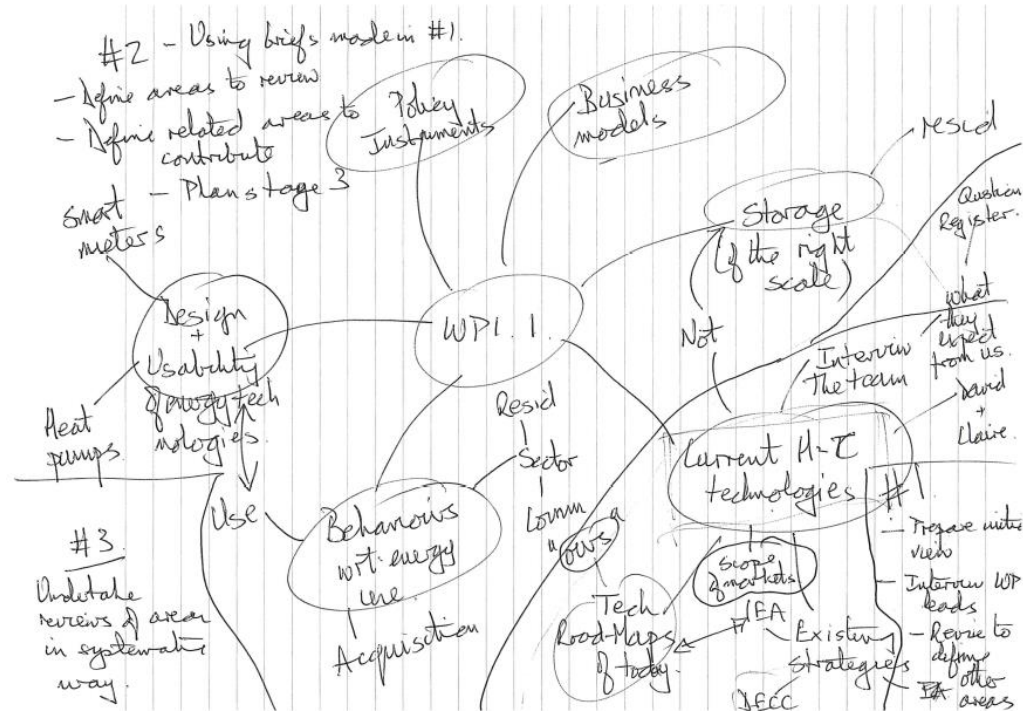 #2 - Using briefs made in #1.
- Define areas to review
- Define related areas to
contribute
- Plan stage 3
Policy
Instruments
Business
models
Storage
(of the right
scale)
resid
Question
Register.
what
they
expect
from us.
Smart
meters
Design
+
Usability
of energy tech
nologies.
Heat
pumps.
WP1.1.
Not
Interview
The team
David
+
Claire.
Resid
Sector
Comm
Current H-C
technologies
Use
Behaviours
wrt. energy
use
Acquisition
#3.
Undertake
reviews of areas
in systematic
way.
Scope
of markets
IEA
Tech
Road-Maps
of today.
Existing
Strategies
DECC
#1
- Prepare
view
- Interview WP
leads
- to
define
other
areas